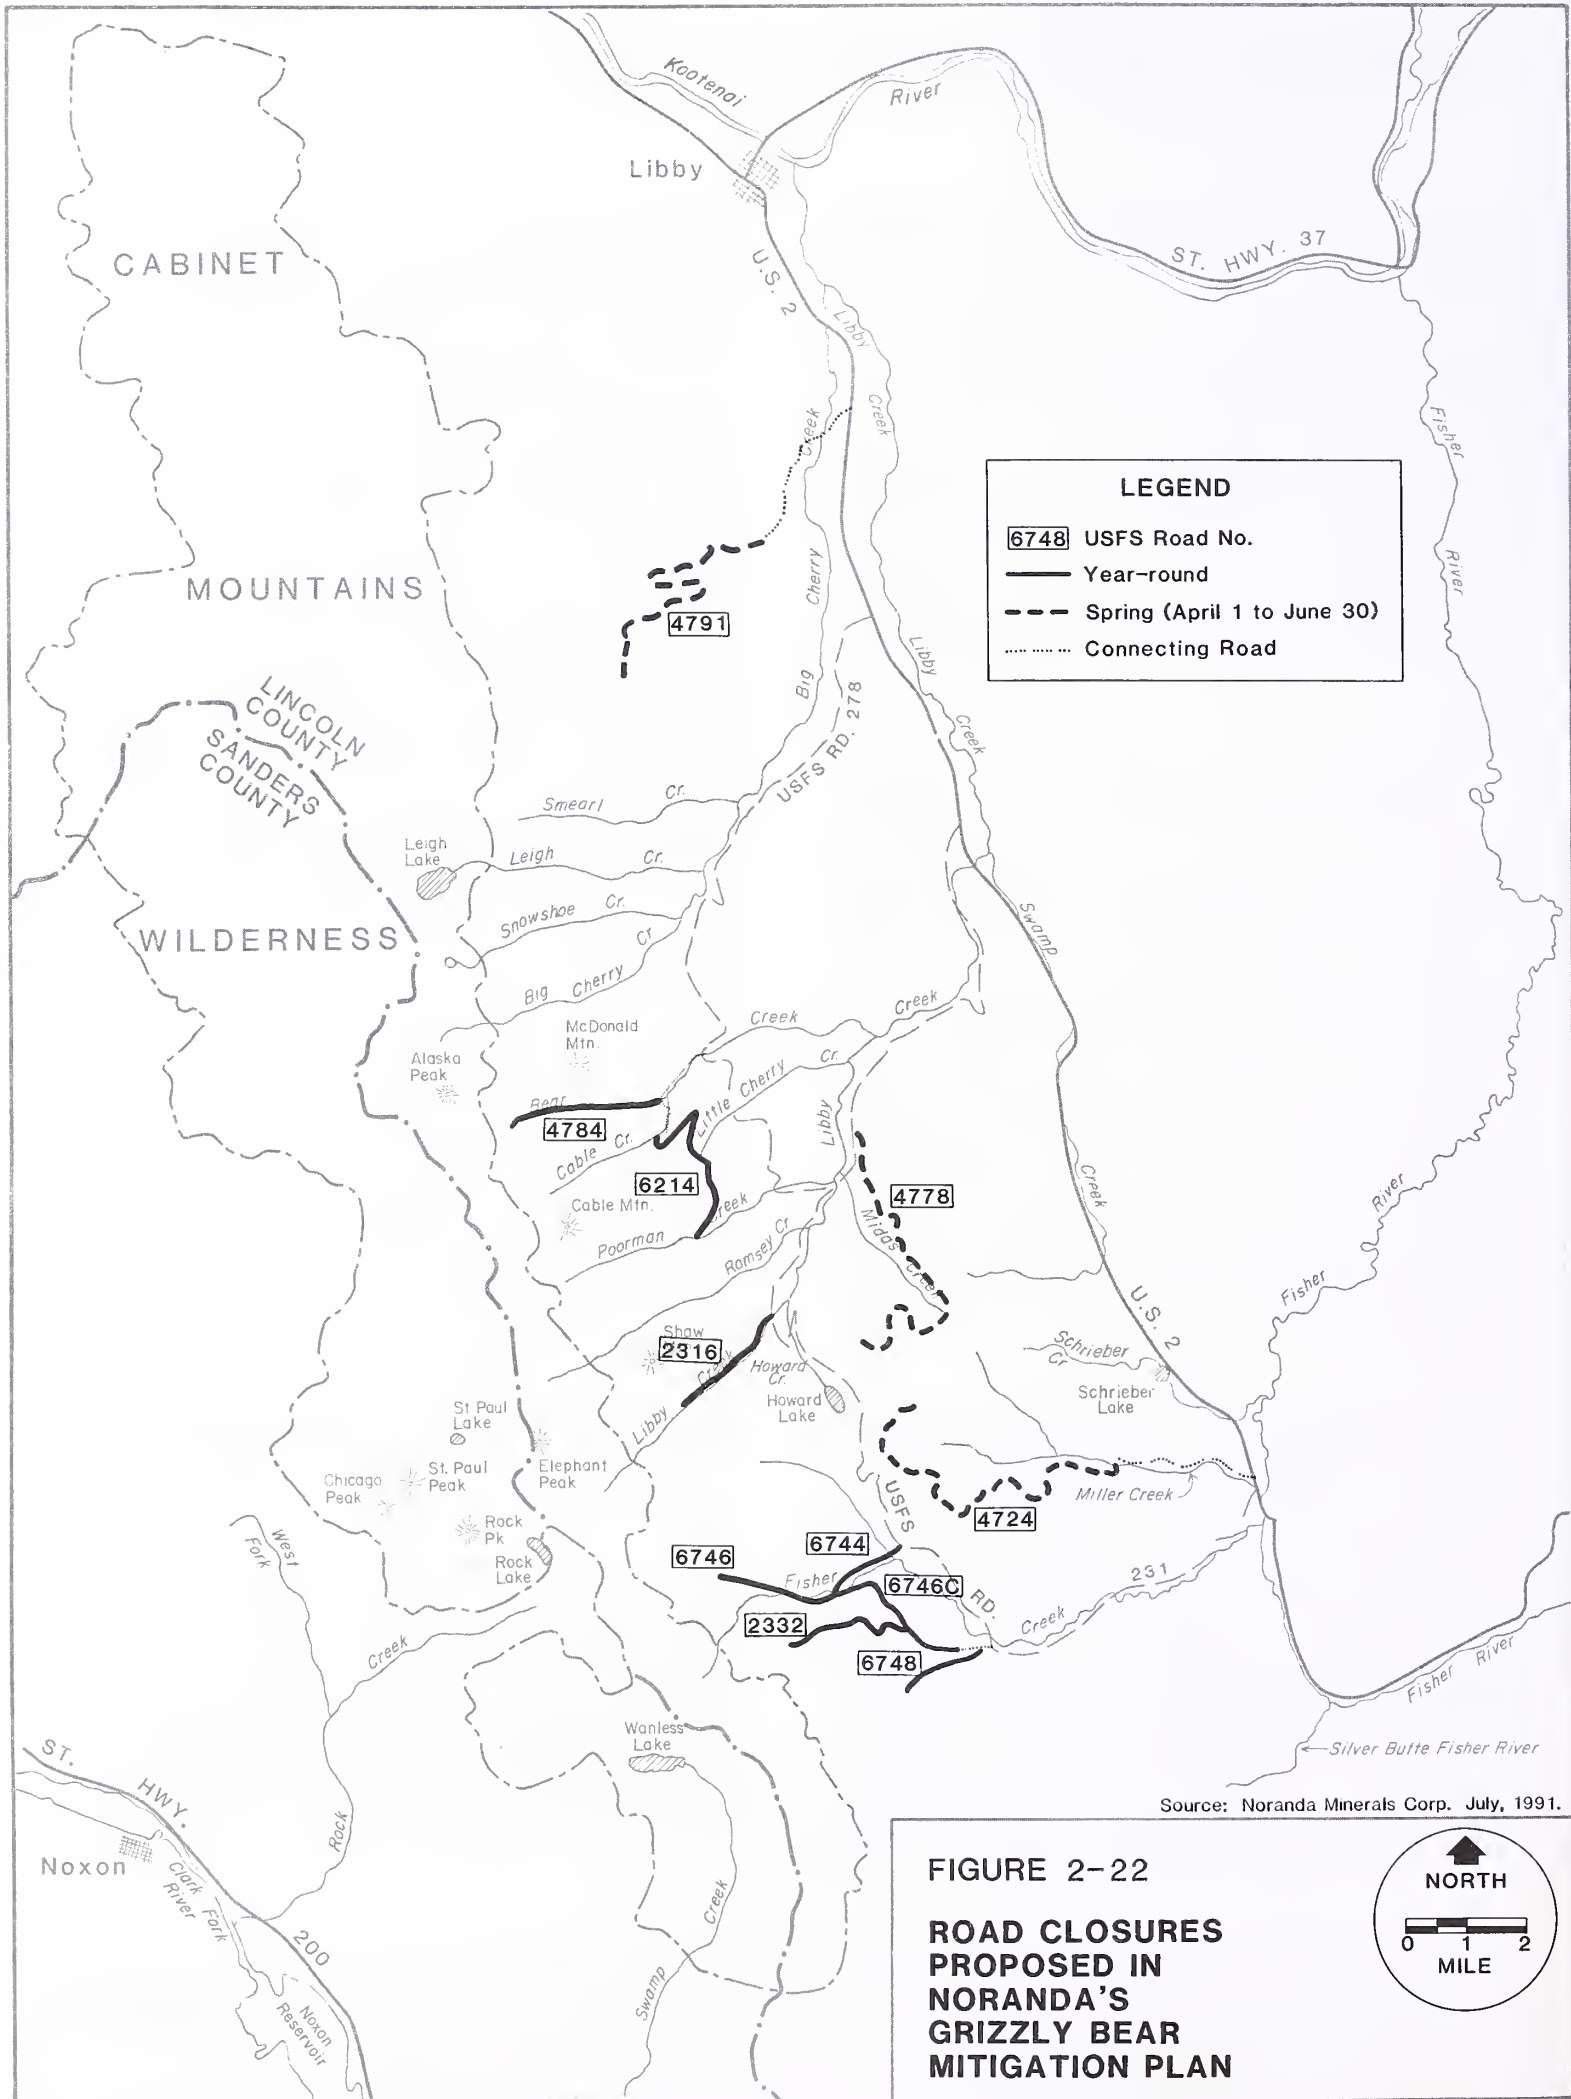 Kootenai
River
Libby
CABINET
ST. HWY. 37
U.S. 2
Libby
Creek
Creek
Fisher
River
LEGEND
6748 USFS Road No.
Year-round
Spring (April 1 to June 30)
Connecting Road
MOUNTAINS
Cherry
Big
4791
Libby
Creek
USFS RD. 278
LINCOLN
COUNTY
SANDERS
COUNTY
Smearl Cr.
Leigh
Lake
Leigh Cr.
Snowshoe Cr.
Swamp
WILDERNESS
Big Cherry Cr
Creek
Creek
McDonald
Mtn.
Alaska
Peak
Little Cherry Cr.
Bear
4784
Libby
Cable Cr.
6214
4778
Creek
River
Cable Mtn.
Creek
Poorman
Midas Creek
Ramsey Cr
Fisher
U.S. 2
Shaw
2316
Creek
Howard
Cr.
Schrieber
Cr
Howard
Lake
Schrieber
Lake
St Paul
Lake
Libby
St. Paul
Peak
Elephant
Peak
Chicago
Peak
Miller Creek
USFS
4724
Rock
Pk
Rock
Lake
West
Fork
6744
6746
Fisher
6746C
231
RD.
2332
Creek
6748
Creek
Fisher River
Wanless
Lake
Silver Butte Fisher River
ST. HWY.
Source: Noranda Minerals Corp. July, 1991.
Rock
Noxon
Clark
River
Fork
200
Creek
Swamp
Noxon
Reservoir
FIGURE 2-22
ROAD CLOSURES
PROPOSED IN
NORANDA'S
GRIZZLY BEAR
MITIGATION PLAN
NORTH
0 1 2
MILE